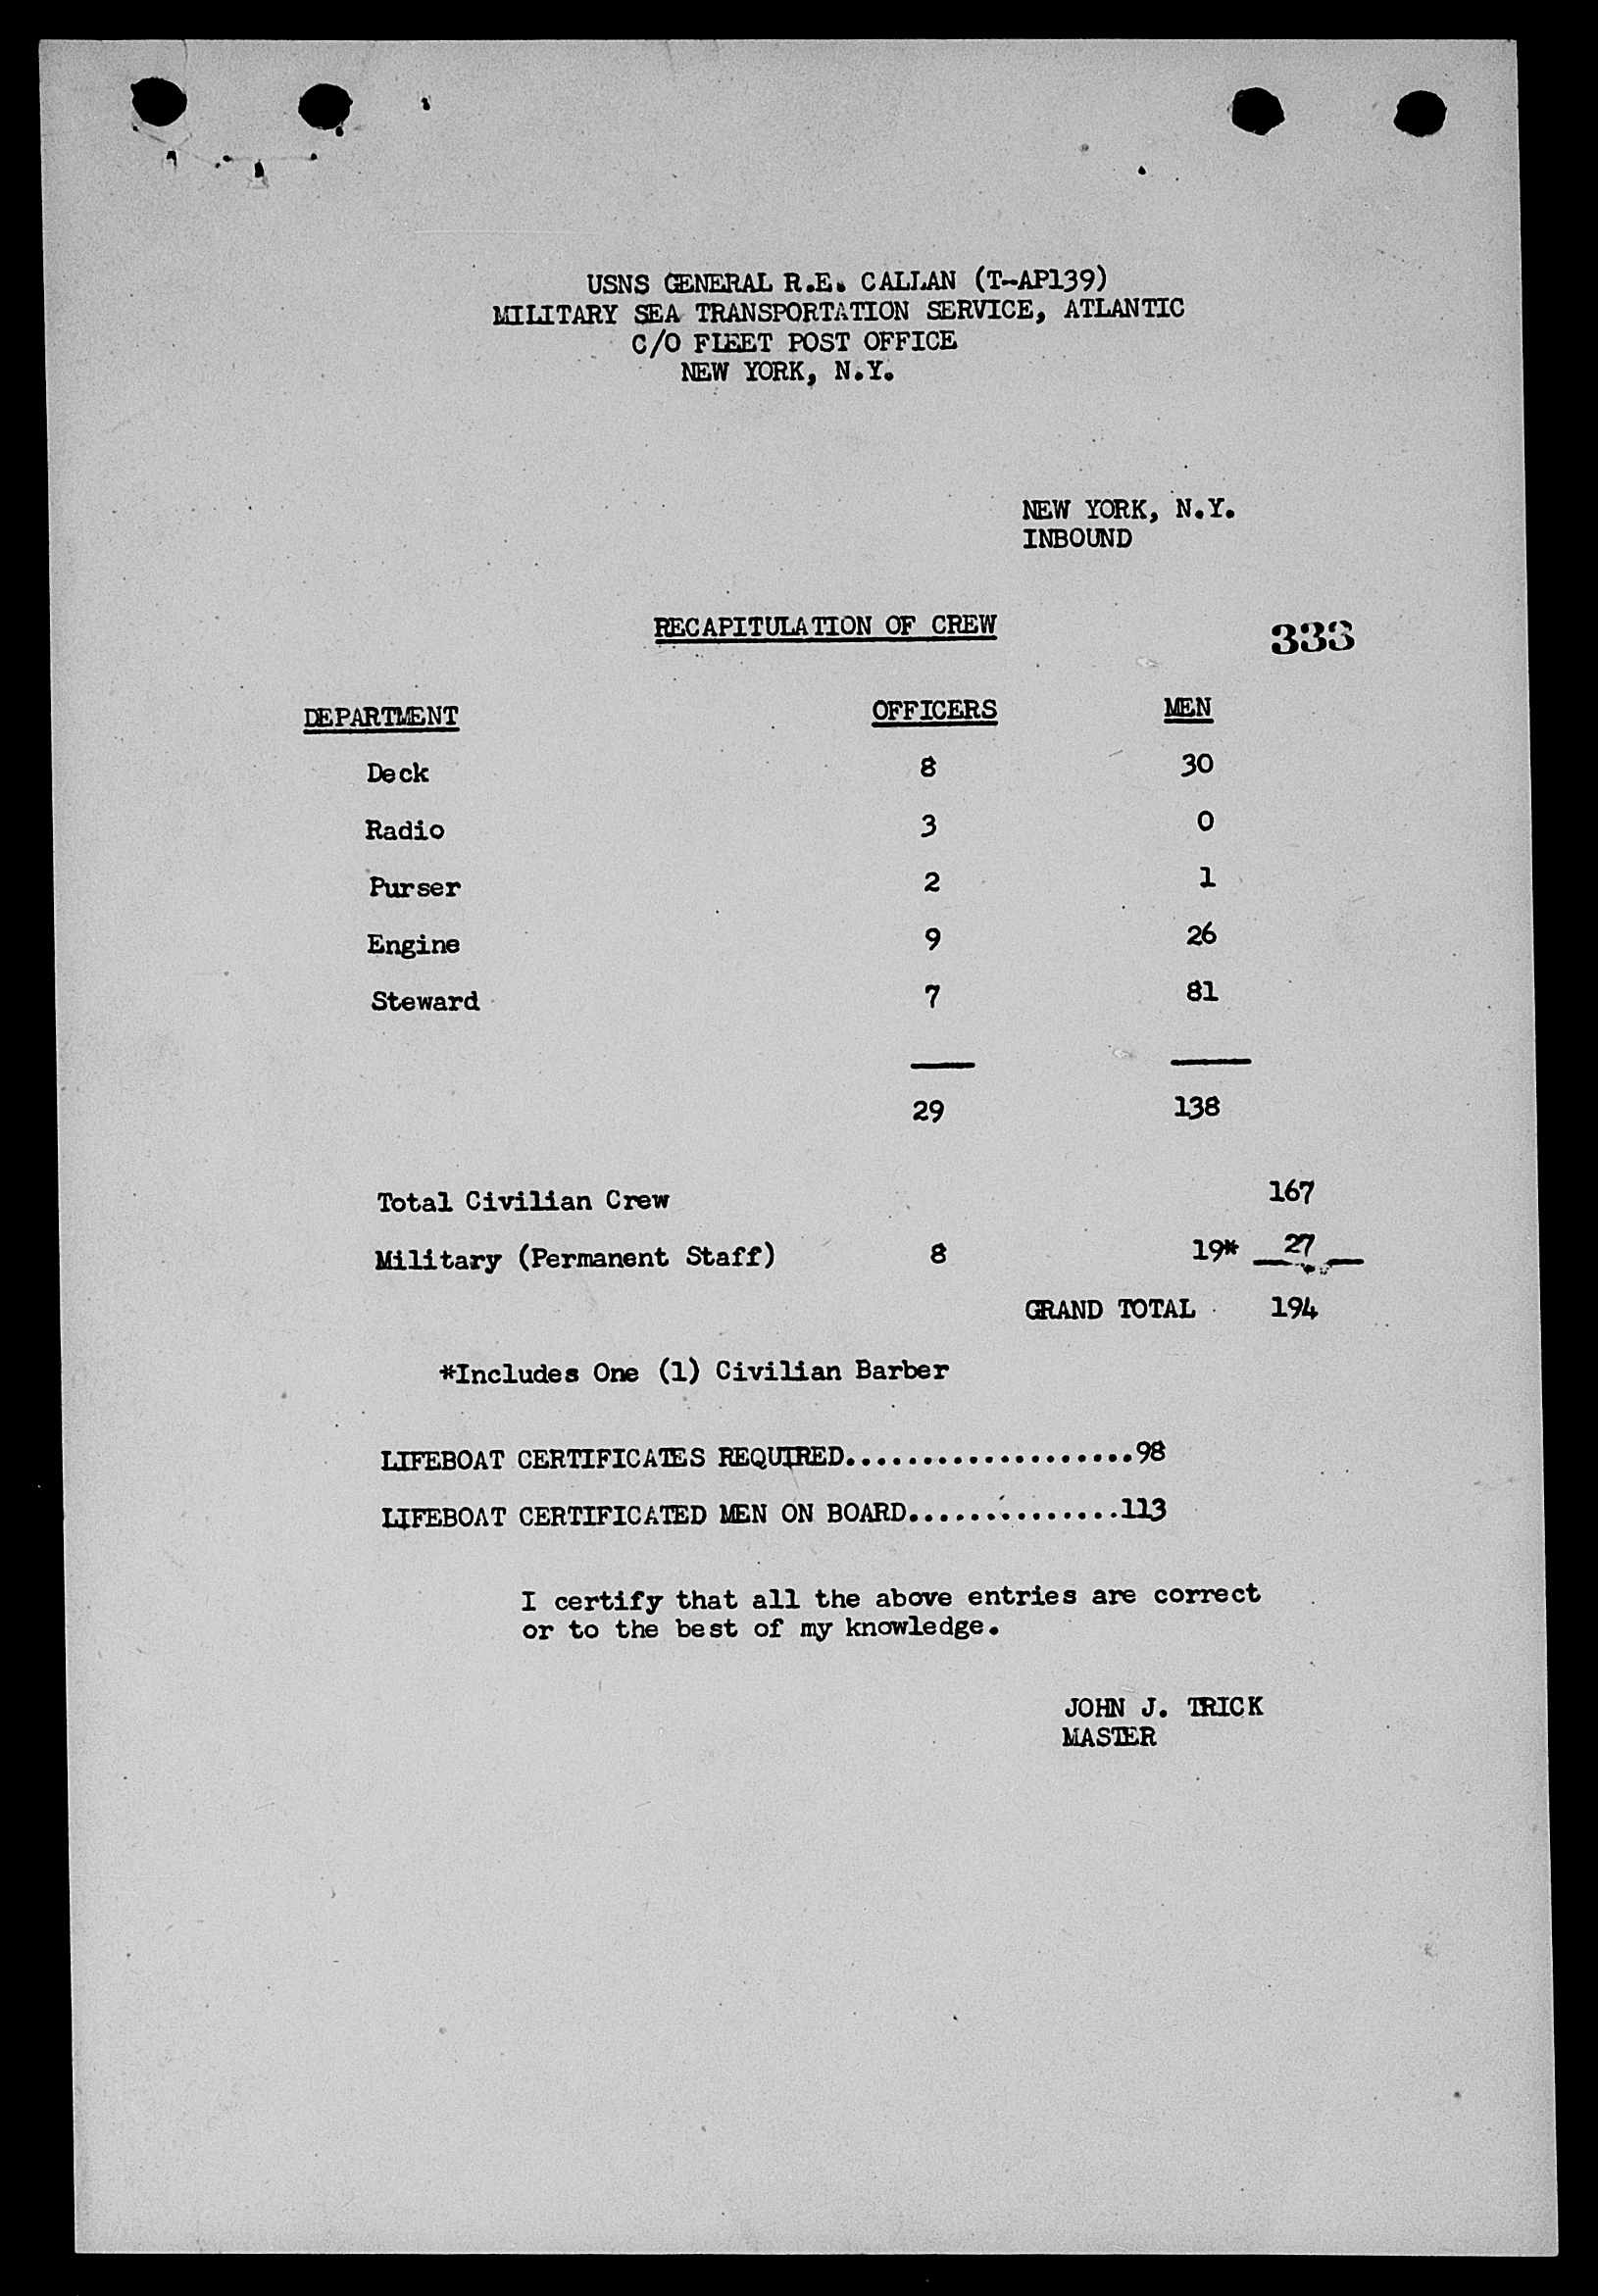 USNS GENERAL R.E. CALLAN (T-AP139)
MILITARY SEA TRANSPORTATION SERVICE, ATLANTIC
C/O FLEET POST OFFICE
NEW YORK, N.Y.
NEW YORK, N.Y.
INBOUND
RECAPITULATION OF CREW
333
DEPARTMENT OFFICERS MEN
Deck 8 30
Radio 3 0
Purser 2 1
Engine 9 26
Steward 7 81
29 138
Total Civilian Crew 167
Military (Permanent Staff) 8 19* 27
GRAND TOTAL 194
*Includes One (1) Civilian Barber
LIFEBOAT CERTIFICATES REQUIRED...................98
LIFEBOAT CERTIFICATED MEN ON BOARD..............113
I certify that all the above entries are correct
or to the best of my knowledge.
JOHN J. TRICK
MASTER